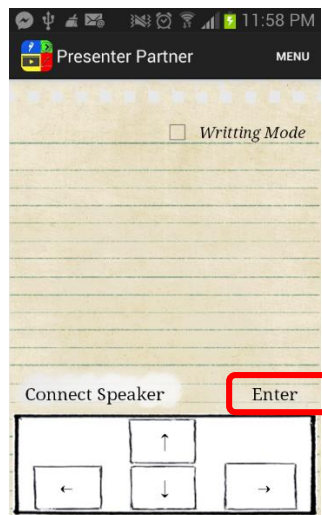 11:58 PM
Presenter Partner MENU
Writting Mode
Connect Speaker Enter
↑
← ↓ →